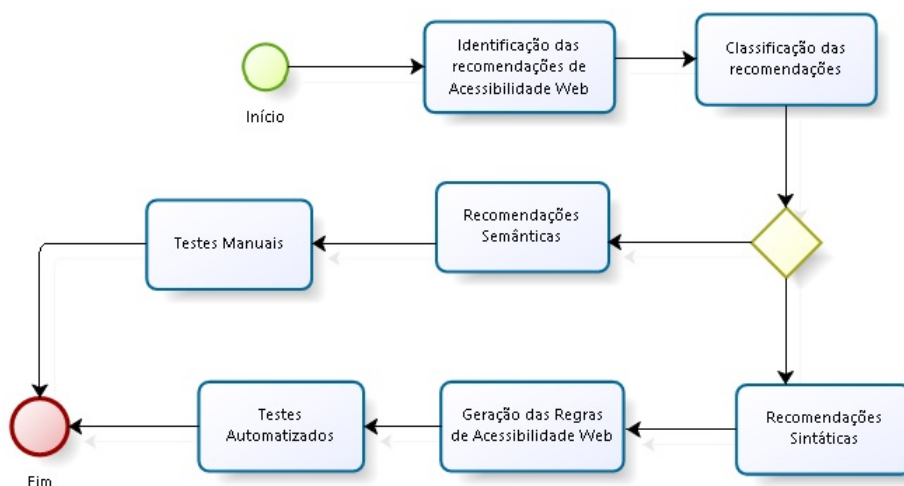 Início
Identificação das
recomendações de
Acessibilidade Web
Classificação das
recomendações
Recomendações
Semânticas
Testes Manuais
Recomendações
Sintáticas
Geração das Regras
de Acessibilidade Web
Testes
Automatizados
Fim